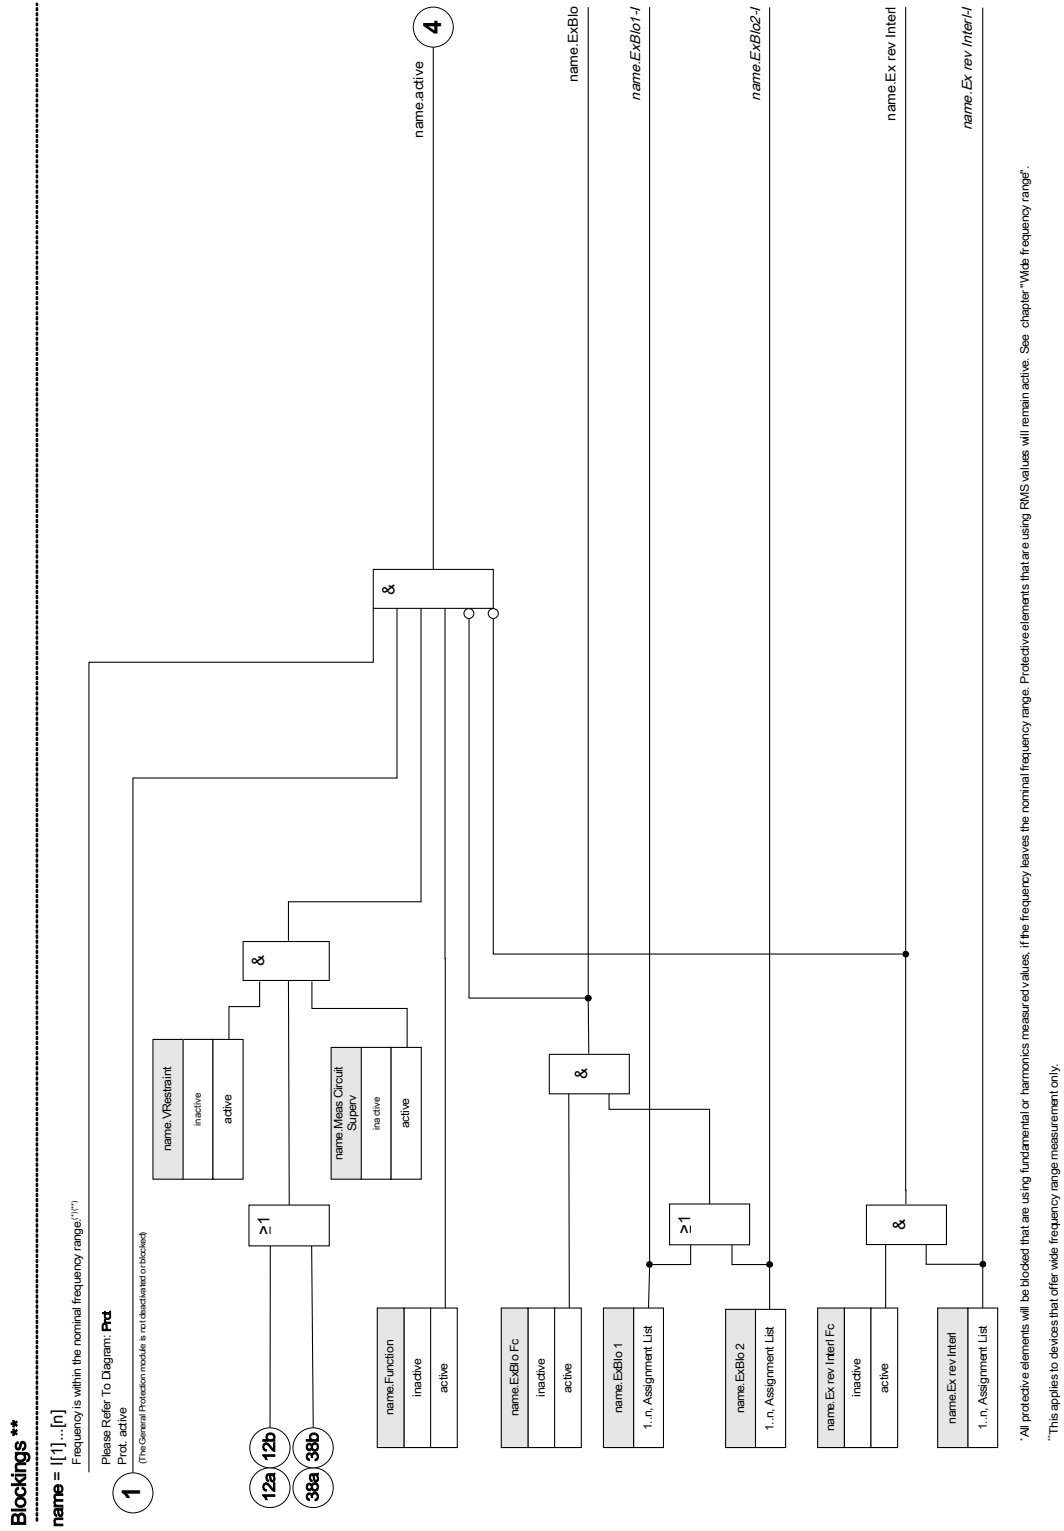 Blockings **
name = I[1]...[n]
Frequency is within the nominal frequency range.(*)(**)
Please Refer To Diagram: Prot
Prot. active
(The General Protection module is not deactivated or blocked)
1
name.VRestraint
inactive
active
name.Meas Circuit
Superv
inactive
active
12a 12b
38a 38b
≥1
&
&
4
name.active
name.Function
inactive
active
name.ExBlo Fc
inactive
active
&
name.ExBlo
name.ExBlo 1
1..n, Assignment List
name.ExBlo1-I
≥1
name.ExBlo 2
1..n, Assignment List
name.ExBlo2-I
name.Ex rev Interl Fc
inactive
active
&
name.Ex rev Interl
name.Ex rev Interl
1..n, Assignment List
name.Ex rev Interl-I
*All protective elements will be blocked that are using fundamental or harmonics measured values, if the frequency leaves the nominal frequency range. Protective elements that are using RMS values will remain active. See chapter "Wide frequency range".
**This applies to devices that offer wide frequency range measurement only.